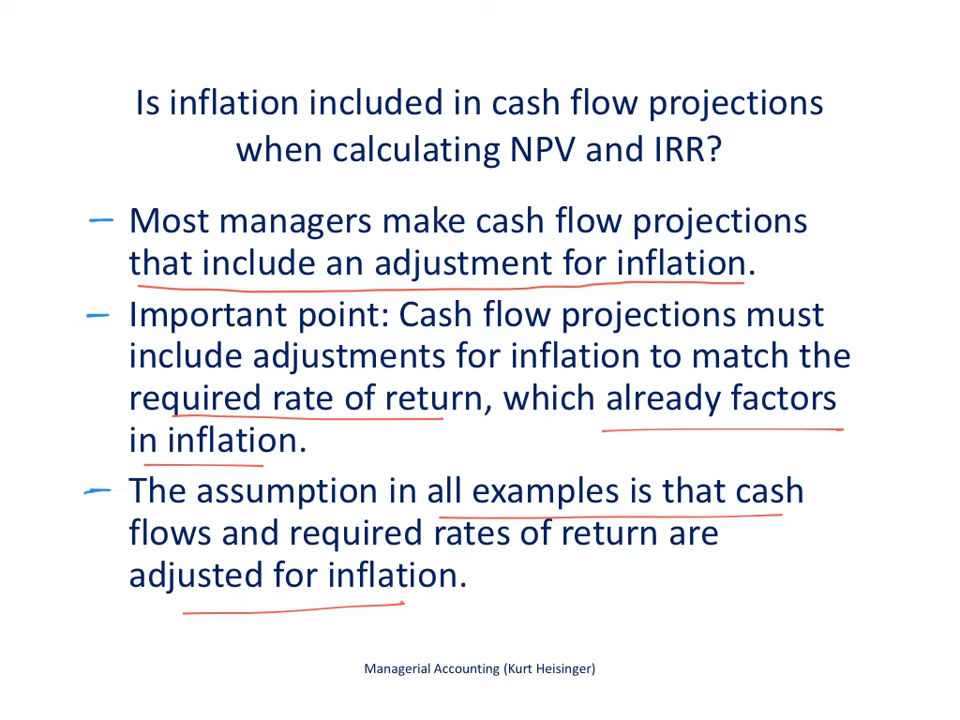 Is inflation included in cash flow projections
when calculating NPV and IRR?
– Most managers make cash flow projections
that include an adjustment for inflation.
– Important point: Cash flow projections must
include adjustments for inflation to match the
required rate of return, which already factors
in inflation.
– The assumption in all examples is that cash
flows and required rates of return are
adjusted for inflation.
Managerial Accounting (Kurt Heisinger)